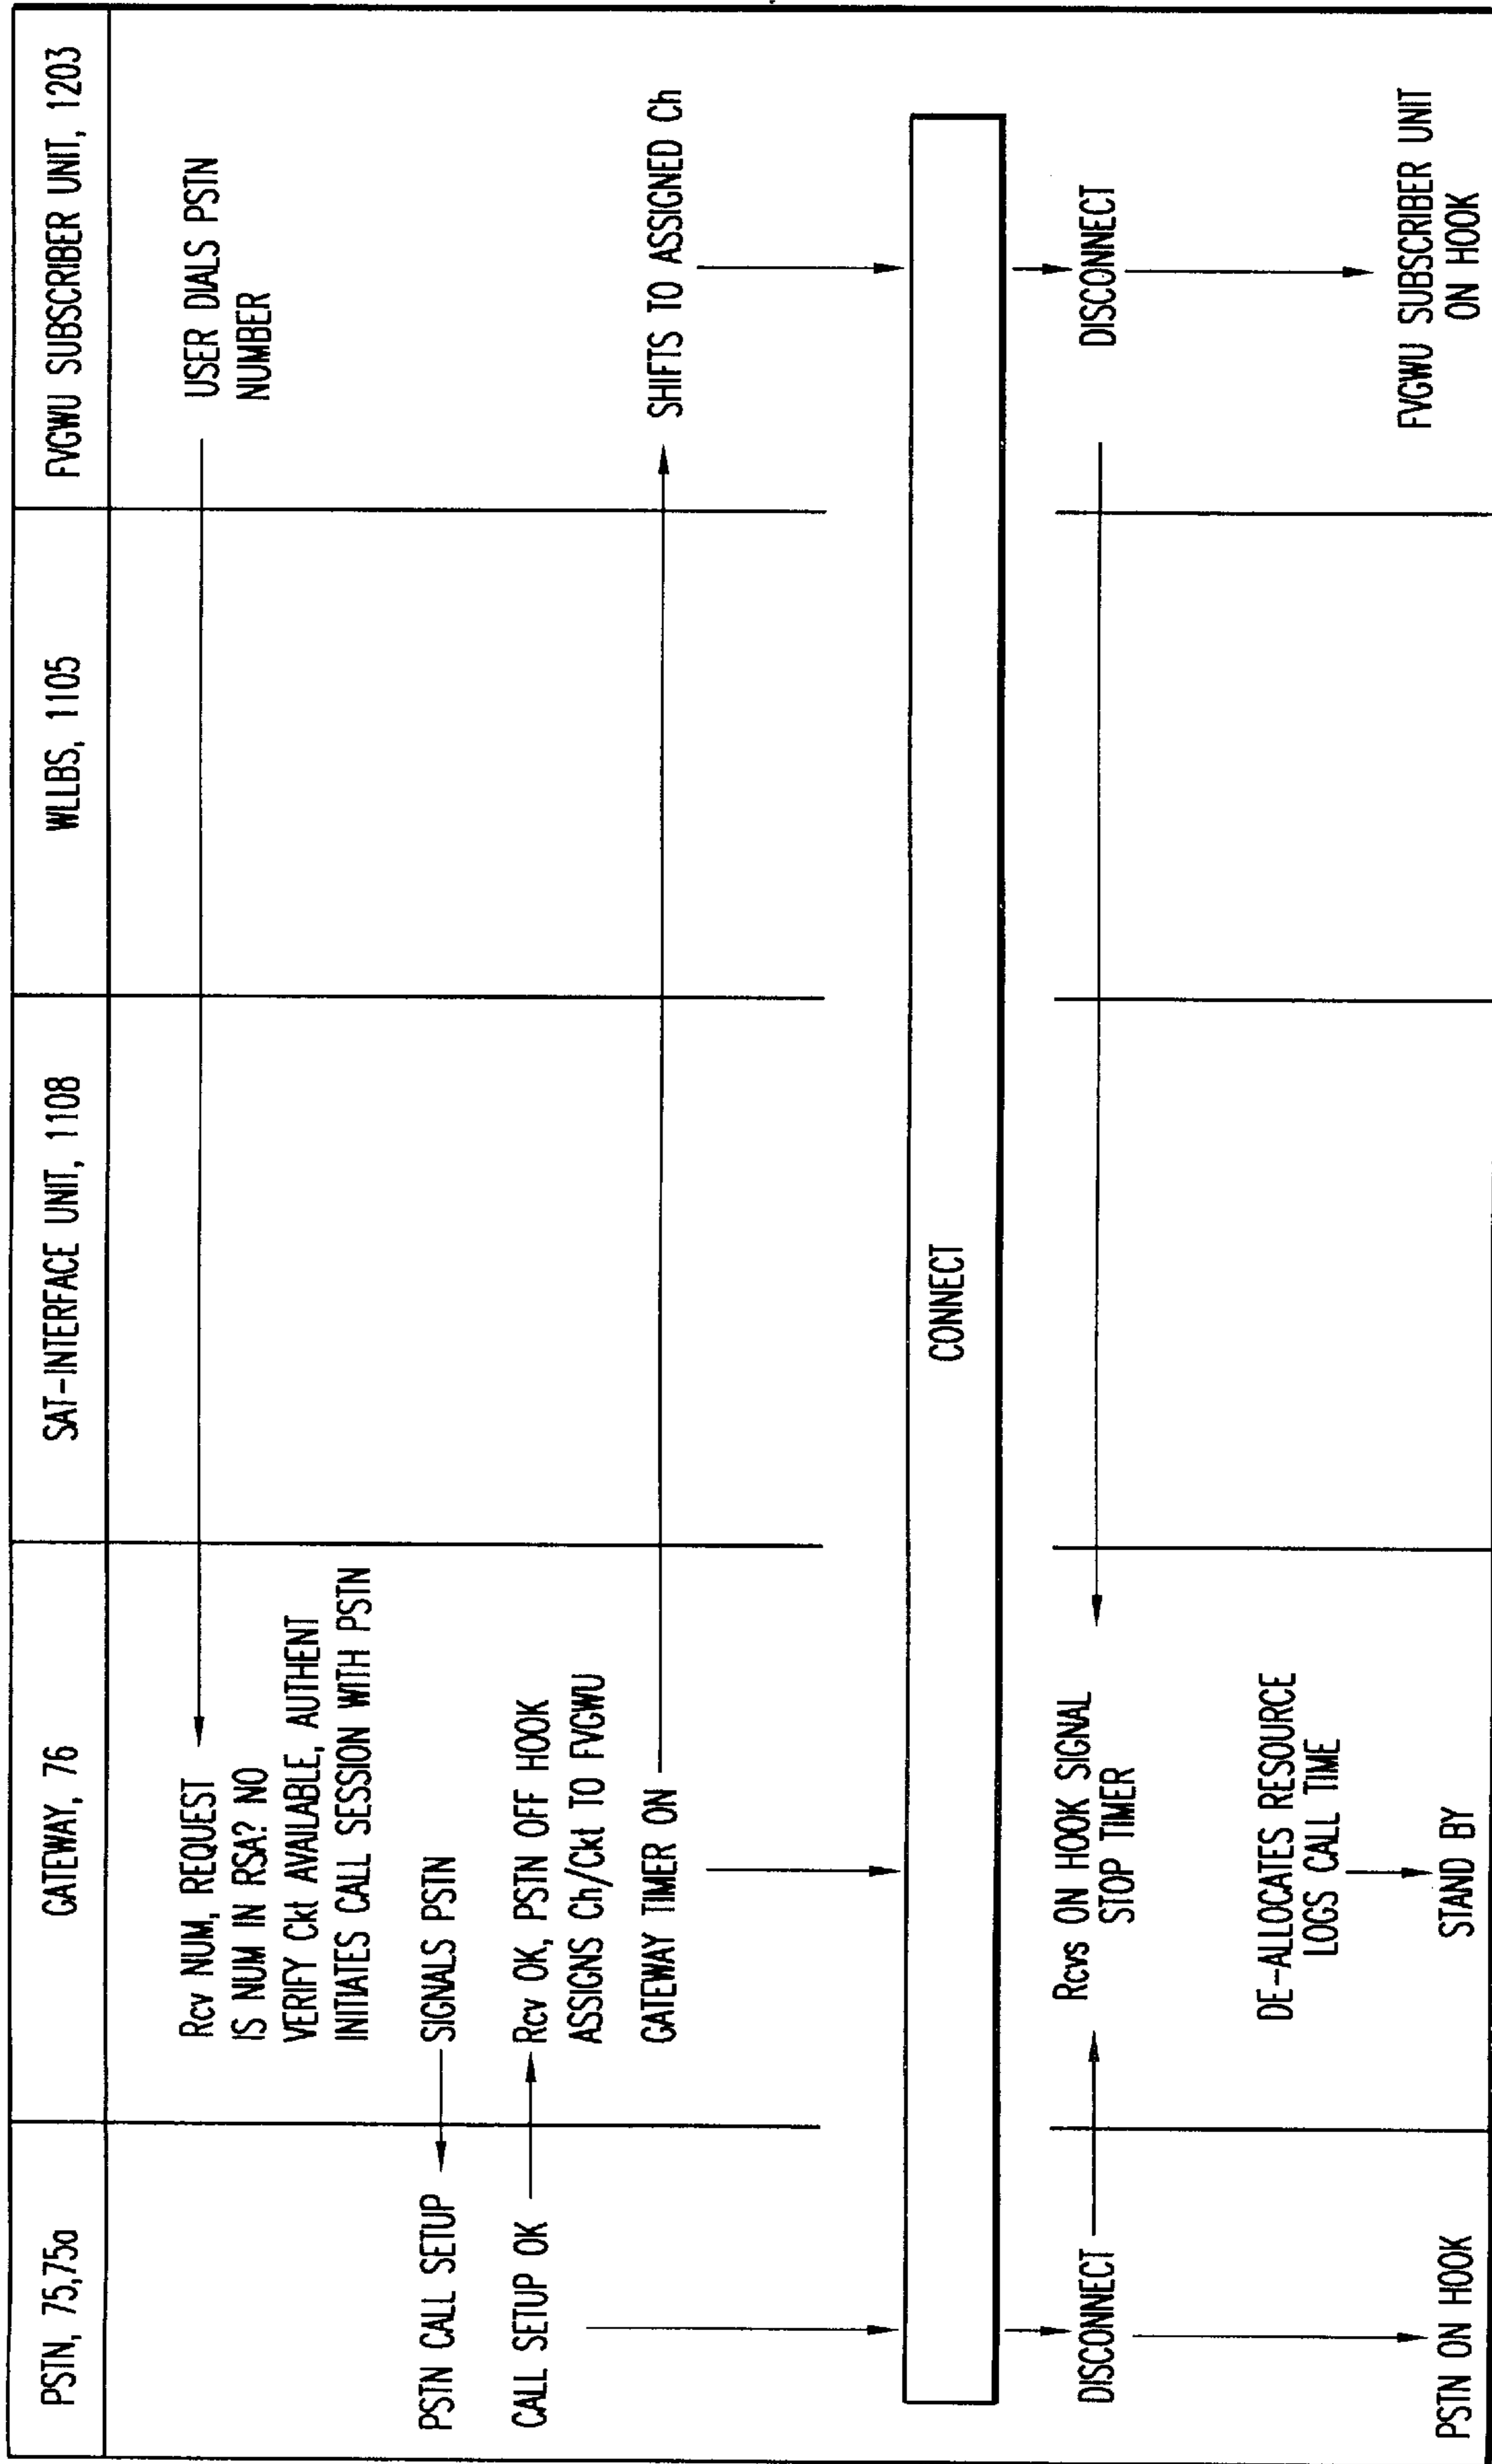 PSTN, 75,75a
GATEWAY, 76
SAT-INTERFACE UNIT, 1108
WLLBS, 1105
FVGWU SUBSCRIBER UNIT, 1203
USER DIALS PSTN
NUMBER
Rcv NUM, REQUEST
IS NUM IN RSA? NO
VERIFY Ckt AVAILABLE, AUTHENT
INITIATES CALL SESSION WITH PSTN
PSTN CALL SETUP
SIGNALS PSTN
CALL SETUP OK
Rcv OK, PSTN OFF HOOK
ASSIGNS Ch/Ckt TO FVGWU
GATEWAY TIMER ON
SHIFTS TO ASSIGNED Ch
CONNECT
DISCONNECT
Rcvs ON HOOK SIGNAL
STOP TIMER
DISCONNECT
DE-ALLOCATES RESOURCE
LOGS CALL TIME
PSTN ON HOOK
STAND BY
FVGWU SUBSCRIBER UNIT
ON HOOK